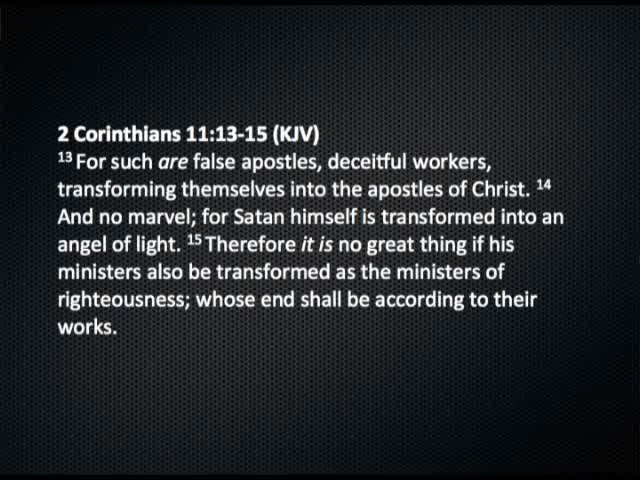 2 Corinthians 11:13-15 (KJV)
13 For such are false apostles, deceitful workers,
transforming themselves into the apostles of Christ. 14
And no marvel; for Satan himself is transformed into an
angel of light. 15 Therefore it is no great thing if his
ministers also be transformed as the ministers of
righteousness; whose end shall be according to their
works.